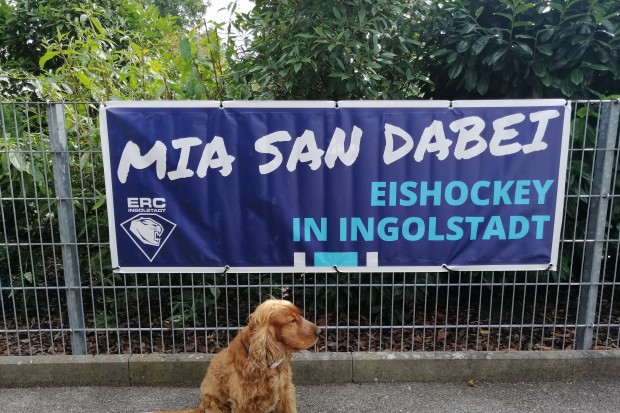 MIA SAN DABEI
ERC
INGOLSTADT
EISHOCKEY
IN INGOLSTADT